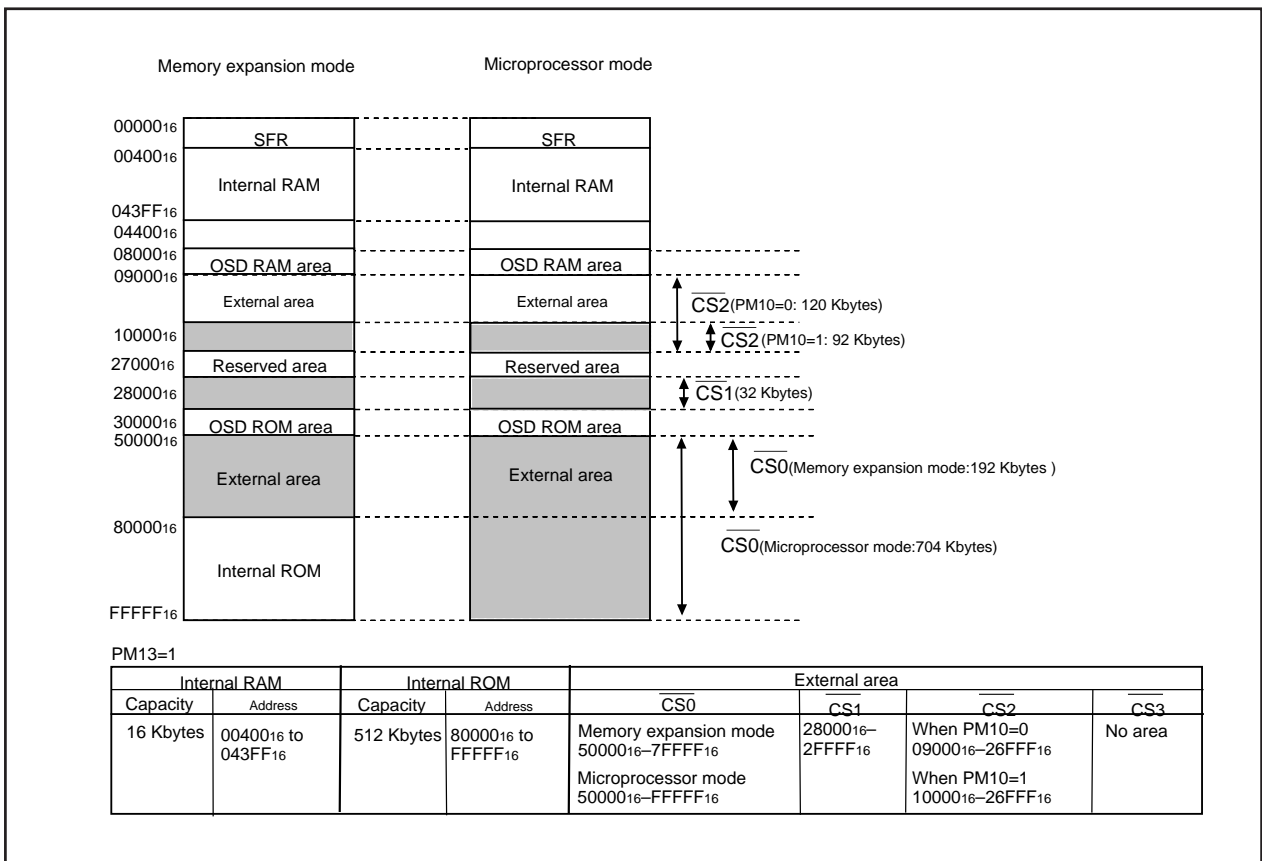 Memory expansion mode
Microprocessor mode
0000016
SFR
SFR
0040016
Internal RAM
Internal RAM
043FF16
0440016
0800016
OSD RAM area
OSD RAM area
0900016
External area
External area
CS2(PM10=0: 120 Kbytes)
1000016
CS2(PM10=1: 92 Kbytes)
2700016
Reserved area
Reserved area
2800016
CS1(32 Kbytes)
3000016
OSD ROM area
OSD ROM area
5000016
External area
External area
CS0(Memory expansion mode:192 Kbytes )
8000016
CS0(Microprocessor mode:704 Kbytes)
Internal ROM
FFFFF16
PM13=1
Internal RAM Internal ROM External area
Capacity Address Capacity Address CS0 CS1 CS2 CS3
16 Kbytes 0040016 to 512 Kbytes 8000016 to Memory expansion mode 2800016– When PM10=0 No area
043FF16 FFFFF16 5000016–7FFFF16 2FFFF16 0900016–26FFF16
Microprocessor mode When PM10=1
5000016–FFFFF16 1000016–26FFF16